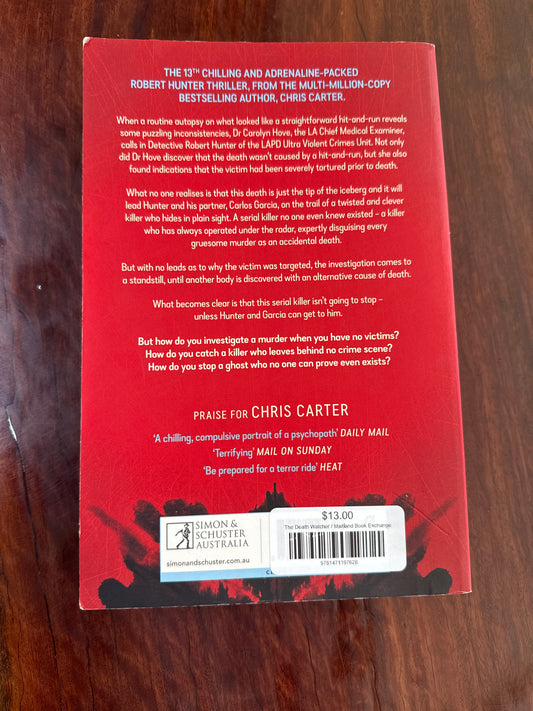 THE 13TH CHILLING AND ADRENALINE-PACKED
ROBERT HUNTER THRILLER, FROM THE MULTI-MILLION-COPY
BESTSELLING AUTHOR, CHRIS CARTER.
When a routine autopsy on what looked like a straightforward hit-and-run reveals
some puzzling inconsistencies, Dr Carolyn Hove, the LA Chief Medical Examiner,
calls in Detective Robert Hunter of the LAPD Ultra Violent Crimes Unit. Not only
did Dr Hove discover that the death wasn't caused by a hit-and-run, but she also
found indications that the victim had been severely tortured prior to death.
What no one realises is that this death is just the tip of the iceberg and it will
lead Hunter and his partner, Carlos Garcia, on the trail of a twisted and clever
killer who hides in plain sight. A serial killer no one even knew existed – a killer
who has always operated under the radar, expertly disguising every
gruesome murder as an accidental death.
But with no leads as to why the victim was targeted, the investigation comes to
a standstill, until another body is discovered with an alternative cause of death.
What becomes clear is that this serial killer isn't going to stop –
unless Hunter and Garcia can get to him.
But how do you investigate a murder when you have no victims?
How do you catch a killer who leaves behind no crime scene?
How do you stop a ghost who no one can prove even exists?
PRAISE FOR CHRIS CARTER
'A chilling, compulsive portrait of a psychopath' DAILY MAIL
'Terrifying' MAIL ON SUNDAY
'Be prepared for a terror ride' HEAT
SIMON &
SCHUSTER
AUSTRALIA
simonandschuster.com.au
$13.00
The Death Watcher / Maitland Book Exchange
9781471197628